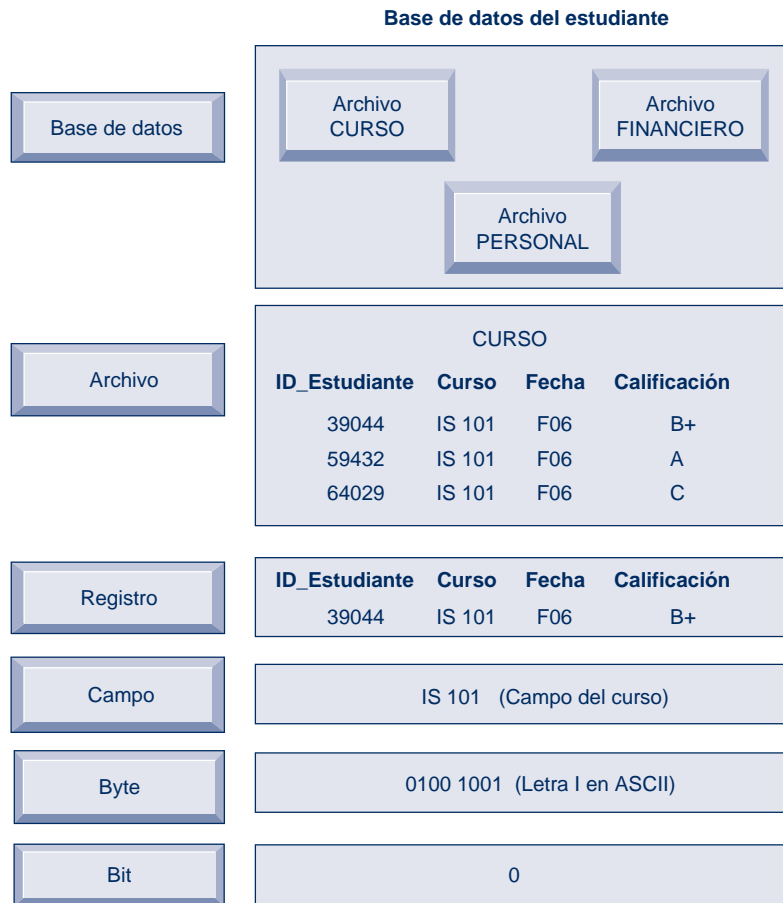 Base de datos del estudiante
Base de datos
Archivo
CURSO
Archivo
FINANCIERO
Archivo
PERSONAL
Archivo
CURSO
ID_Estudiante Curso Fecha Calificación
39044 IS 101 F06 B+
59432 IS 101 F06 A
64029 IS 101 F06 C
Registro
ID_Estudiante Curso Fecha Calificación
39044 IS 101 F06 B+
Campo
IS 101 (Campo del curso)
Byte
0100 1001 (Letra I en ASCII)
Bit
0